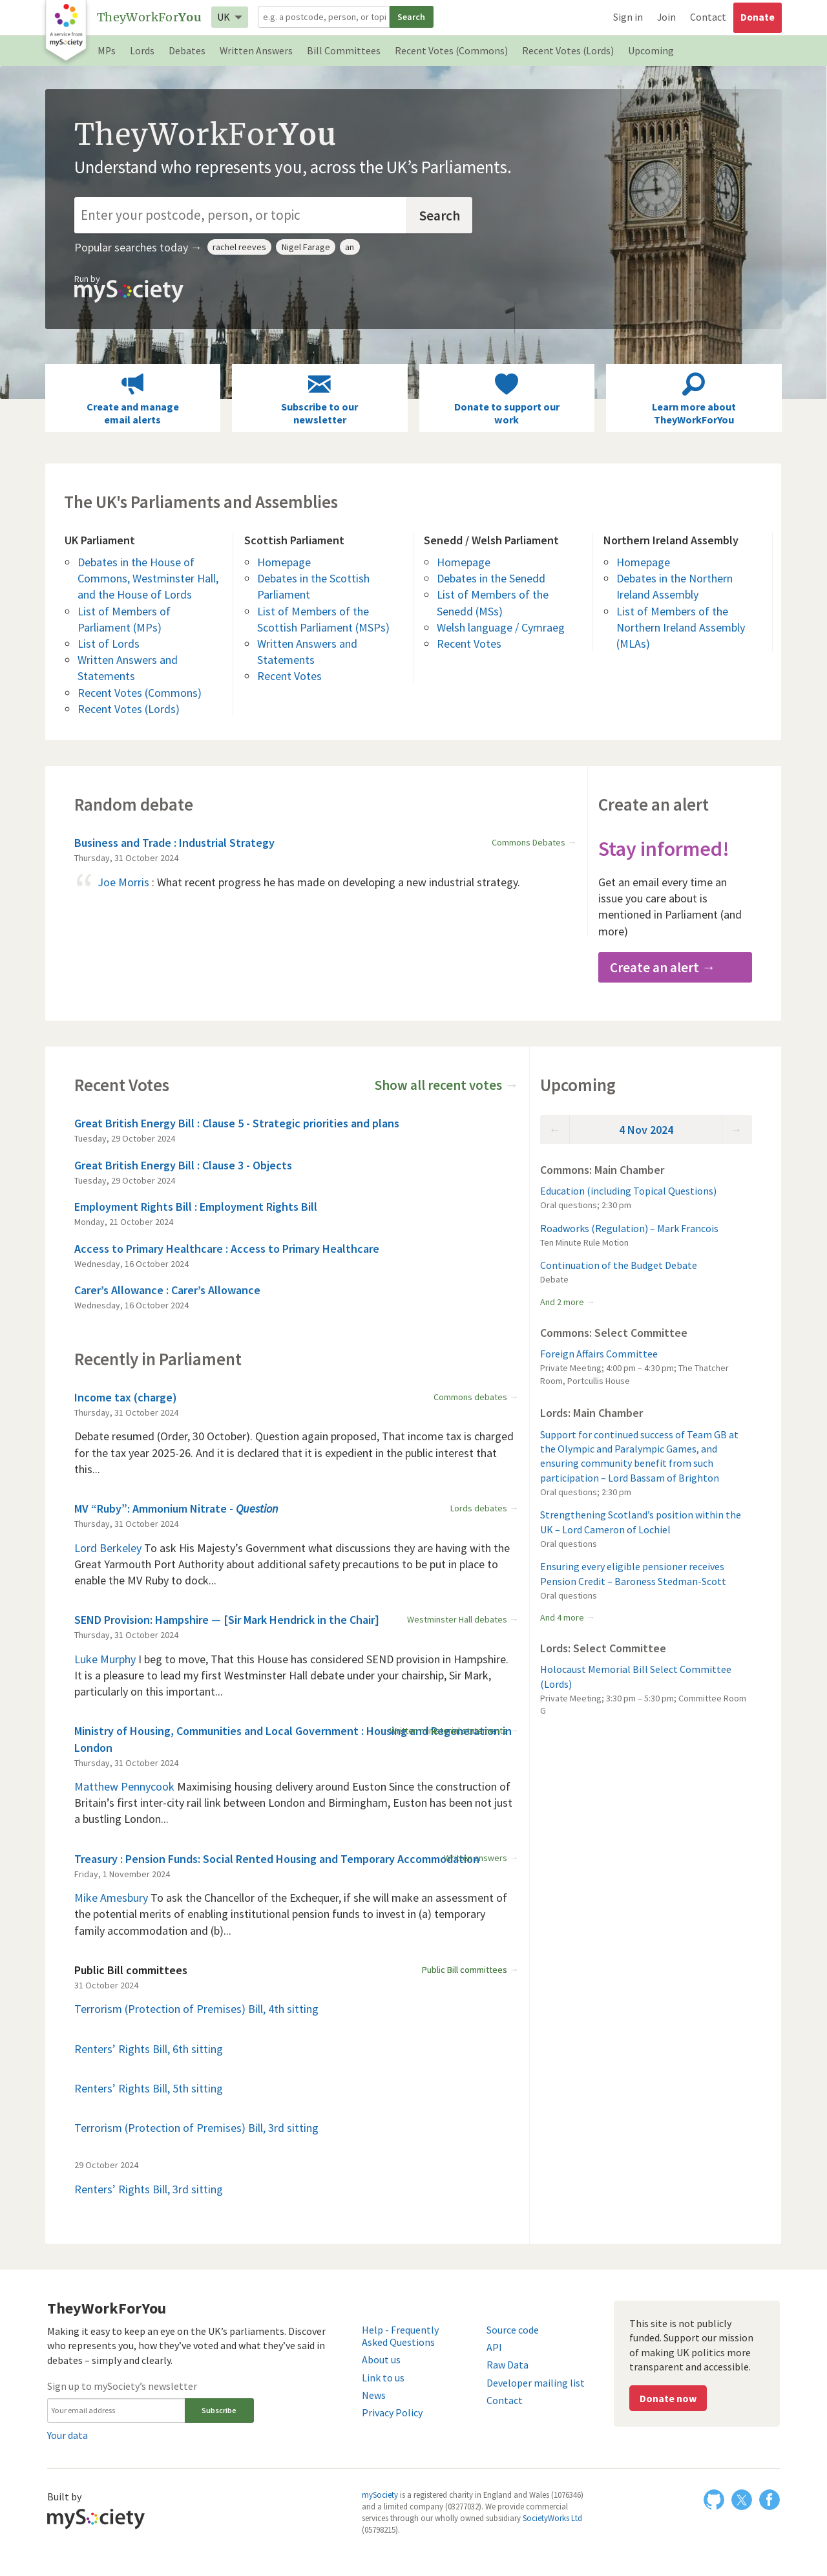 A service from
mySociety
TheyWorkForYou
UK
e.g. a postcode, person, or topi
Search
Sign in
Join
Contact
Donate
MPs
Lords
Debates
Written Answers
Bill Committees
Recent Votes (Commons)
Recent Votes (Lords)
Upcoming
TheyWorkForYou
Understand who represents you, across the UK’s Parliaments.
Enter your postcode, person, or topic
Search
Popular searches today →
rachel reeves
Nigel Farage
an
Run by
mySociety
Create and manage
email alerts
Subscribe to our
newsletter
Donate to support our
work
Learn more about
TheyWorkForYou
The UK's Parliaments and Assemblies
UK Parliament
Debates in the House of
Commons, Westminster Hall,
and the House of Lords
List of Members of
Parliament (MPs)
List of Lords
Written Answers and
Statements
Recent Votes (Commons)
Recent Votes (Lords)
Scottish Parliament
Homepage
Debates in the Scottish
Parliament
List of Members of the
Scottish Parliament (MSPs)
Written Answers and
Statements
Recent Votes
Senedd / Welsh Parliament
Homepage
Debates in the Senedd
List of Members of the
Senedd (MSs)
Welsh language / Cymraeg
Recent Votes
Northern Ireland Assembly
Homepage
Debates in the Northern
Ireland Assembly
List of Members of the
Northern Ireland Assembly
(MLAs)
Random debate
Business and Trade : Industrial Strategy
Commons Debates →
Thursday, 31 October 2024
“ Joe Morris : What recent progress he has made on developing a new industrial strategy.
Create an alert
Stay informed!
Get an email every time an
issue you care about is
mentioned in Parliament (and
more)
Create an alert →
Recent Votes
Show all recent votes →
Great British Energy Bill : Clause 5 - Strategic priorities and plans
Tuesday, 29 October 2024
Great British Energy Bill : Clause 3 - Objects
Tuesday, 29 October 2024
Employment Rights Bill : Employment Rights Bill
Monday, 21 October 2024
Access to Primary Healthcare : Access to Primary Healthcare
Wednesday, 16 October 2024
Carer’s Allowance : Carer’s Allowance
Wednesday, 16 October 2024
Recently in Parliament
Income tax (charge)
Commons debates →
Thursday, 31 October 2024
Debate resumed (Order, 30 October). Question again proposed, That income tax is charged
for the tax year 2025-26. And it is declared that it is expedient in the public interest that
this...
MV “Ruby”: Ammonium Nitrate - Question
Lords debates →
Thursday, 31 October 2024
Lord Berkeley To ask His Majesty’s Government what discussions they are having with the
Great Yarmouth Port Authority about additional safety precautions to be put in place to
enable the MV Ruby to dock...
SEND Provision: Hampshire — [Sir Mark Hendrick in the Chair]
Westminster Hall debates →
Thursday, 31 October 2024
Luke Murphy I beg to move, That this House has considered SEND provision in Hampshire.
It is a pleasure to lead my first Westminster Hall debate under your chairship, Sir Mark,
particularly on this important...
Ministry of Housing, Communities and Local Government : Housing and Regeneration in
London
Thursday, 31 October 2024
Matthew Pennycook Maximising housing delivery around Euston Since the construction of
Britain’s first inter-city rail link between London and Birmingham, Euston has been not just
a bustling London...
Treasury : Pension Funds: Social Rented Housing and Temporary Accommodation
Written answers →
Friday, 1 November 2024
Mike Amesbury To ask the Chancellor of the Exchequer, if she will make an assessment of
the potential merits of enabling institutional pension funds to invest in (a) temporary
family accommodation and (b)...
Public Bill committees
Public Bill committees →
31 October 2024
Terrorism (Protection of Premises) Bill, 4th sitting
Renters’ Rights Bill, 6th sitting
Renters’ Rights Bill, 5th sitting
Terrorism (Protection of Premises) Bill, 3rd sitting
29 October 2024
Renters’ Rights Bill, 3rd sitting
Upcoming
← 4 Nov 2024 →
Commons: Main Chamber
Education (including Topical Questions)
Oral questions; 2:30 pm
Roadworks (Regulation) – Mark Francois
Ten Minute Rule Motion
Continuation of the Budget Debate
Debate
And 2 more →
Commons: Select Committee
Foreign Affairs Committee
Private Meeting; 4:00 pm – 4:30 pm; The Thatcher
Room, Portcullis House
Lords: Main Chamber
Support for continued success of Team GB at
the Olympic and Paralympic Games, and
ensuring community benefit from such
participation – Lord Bassam of Brighton
Oral questions; 2:30 pm
Strengthening Scotland’s position within the
UK – Lord Cameron of Lochiel
Oral questions
Ensuring every eligible pensioner receives
Pension Credit – Baroness Stedman-Scott
Oral questions
And 4 more →
Lords: Select Committee
Holocaust Memorial Bill Select Committee
(Lords)
Private Meeting; 3:30 pm – 5:30 pm; Committee Room
G
TheyWorkForYou
Making it easy to keep an eye on the UK’s parliaments. Discover
who represents you, how they’ve voted and what they’ve said in
debates – simply and clearly.
Sign up to mySociety’s newsletter
Your email address
Subscribe
Your data
Help - Frequently
Asked Questions
About us
Link to us
News
Privacy Policy
Source code
API
Raw Data
Developer mailing list
Contact
This site is not publicly
funded. Support our mission
of making UK politics more
transparent and accessible.
Donate now
Built by
mySociety
mySociety is a registered charity in England and Wales (1076346)
and a limited company (03277032). We provide commercial
services through our wholly owned subsidiary SocietyWorks Ltd
(05798215).